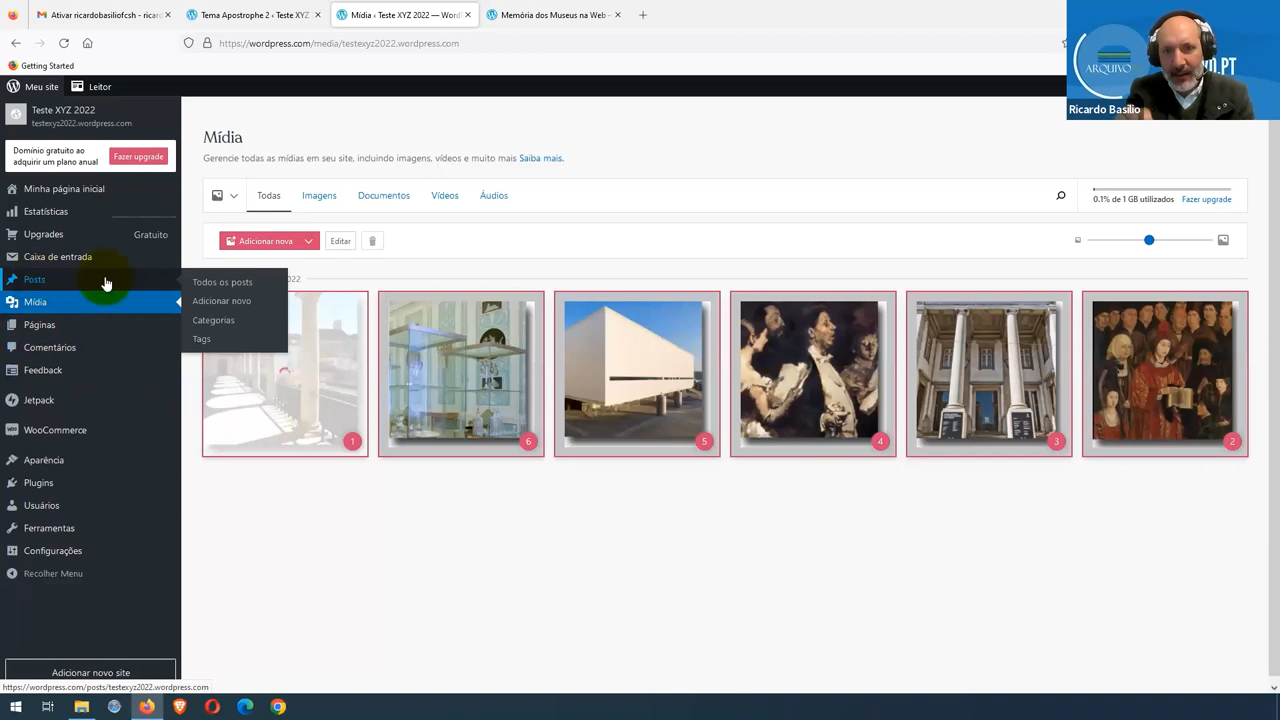 Ativar ricardobasiliofcsh - ricard
Tema Apostrophe 2 ‹ Teste XYZ
Mídia ‹ Teste XYZ 2022 — Word
Memória dos Museus na Web –
https://wordpress.com/media/testexyz2022.wordpress.com
Getting Started
Meu site
Leitor
ARQUIVO
O.PT
Ricardo Basílio
Teste XYZ 2022
testexyz2022.wordpress.com
Domínio gratuito ao
adquirir um plano anual
Fazer upgrade
Minha página inicial
Estatísticas
Upgrades
Gratuito
Caixa de entrada
Posts
Mídia
Páginas
Comentários
Feedback
Jetpack
WooCommerce
Aparência
Plugins
Usuários
Ferramentas
Configurações
Recolher Menu
Adicionar novo site
https://wordpress.com/posts/testexyz2022.wordpress.com
Todos os posts
Adicionar novo
Categorias
Tags
Mídia
Gerencie todas as mídias em seu site, incluindo imagens, vídeos e muito mais Saiba mais.
Todas
Imagens
Documentos
Vídeos
Áudios
0.1% de 1 GB utilizados
Fazer upgrade
Adicionar nova
Editar
022
1
6
5
4
3
2